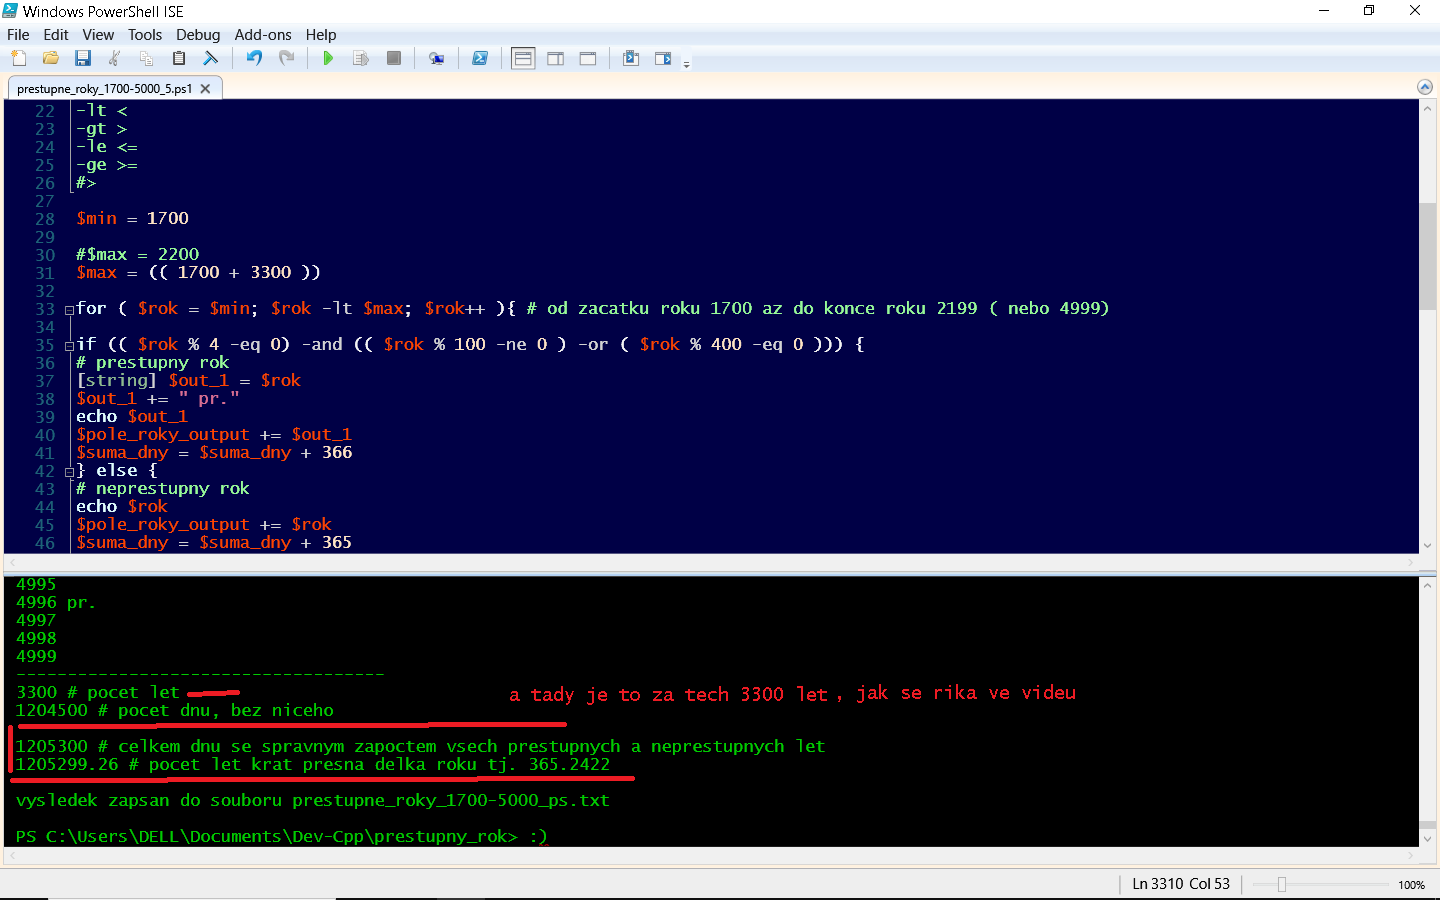 Windows PowerShell ISE
File Edit View Tools Debug Add-ons Help
prestupne_roky_1700-5000_5.ps1
22 -lt <
23 -gt >
24 -le <=
25 -ge >=
26 #>
27
28 $min = 1700
29
30 #$max = 2200
31 $max = (( 1700 + 3300 ))
32
33 for ( $rok = $min; $rok -lt $max; $rok++ ){ # od zacatku roku 1700 az do konce roku 2199 ( nebo 4999)
34
35 if (( $rok % 4 -eq 0) -and (( $rok % 100 -ne 0 ) -or ( $rok % 400 -eq 0 ))) {
36 # prestupny rok
37 [string] $out_1 = $rok
38 $out_1 += " pr."
39 echo $out_1
40 $pole_roky_output += $out_1
41 $suma_dny = $suma_dny + 366
42 } else {
43 # neprestupny rok
44 echo $rok
45 $pole_roky_output += $rok
46 $suma_dny = $suma_dny + 365
4995
4996 pr.
4997
4998
4999
------------------------------------
3300 # pocet let
a tady je to za tech 3300 let, jak se rika ve videu
1204500 # pocet dnu, bez niceho
1205300 # celkem dnu se spravnym zapoctem vsech prestupnych a neprestupnych let
1205299.26 # pocet let krat presna delka roku tj. 365.2422
vysledek zapsan do souboru prestupne_roky_1700-5000_ps.txt
PS C:\Users\DELL\Documents\Dev-Cpp\prestupny_rok> :)
Ln 3310 Col 53 100%